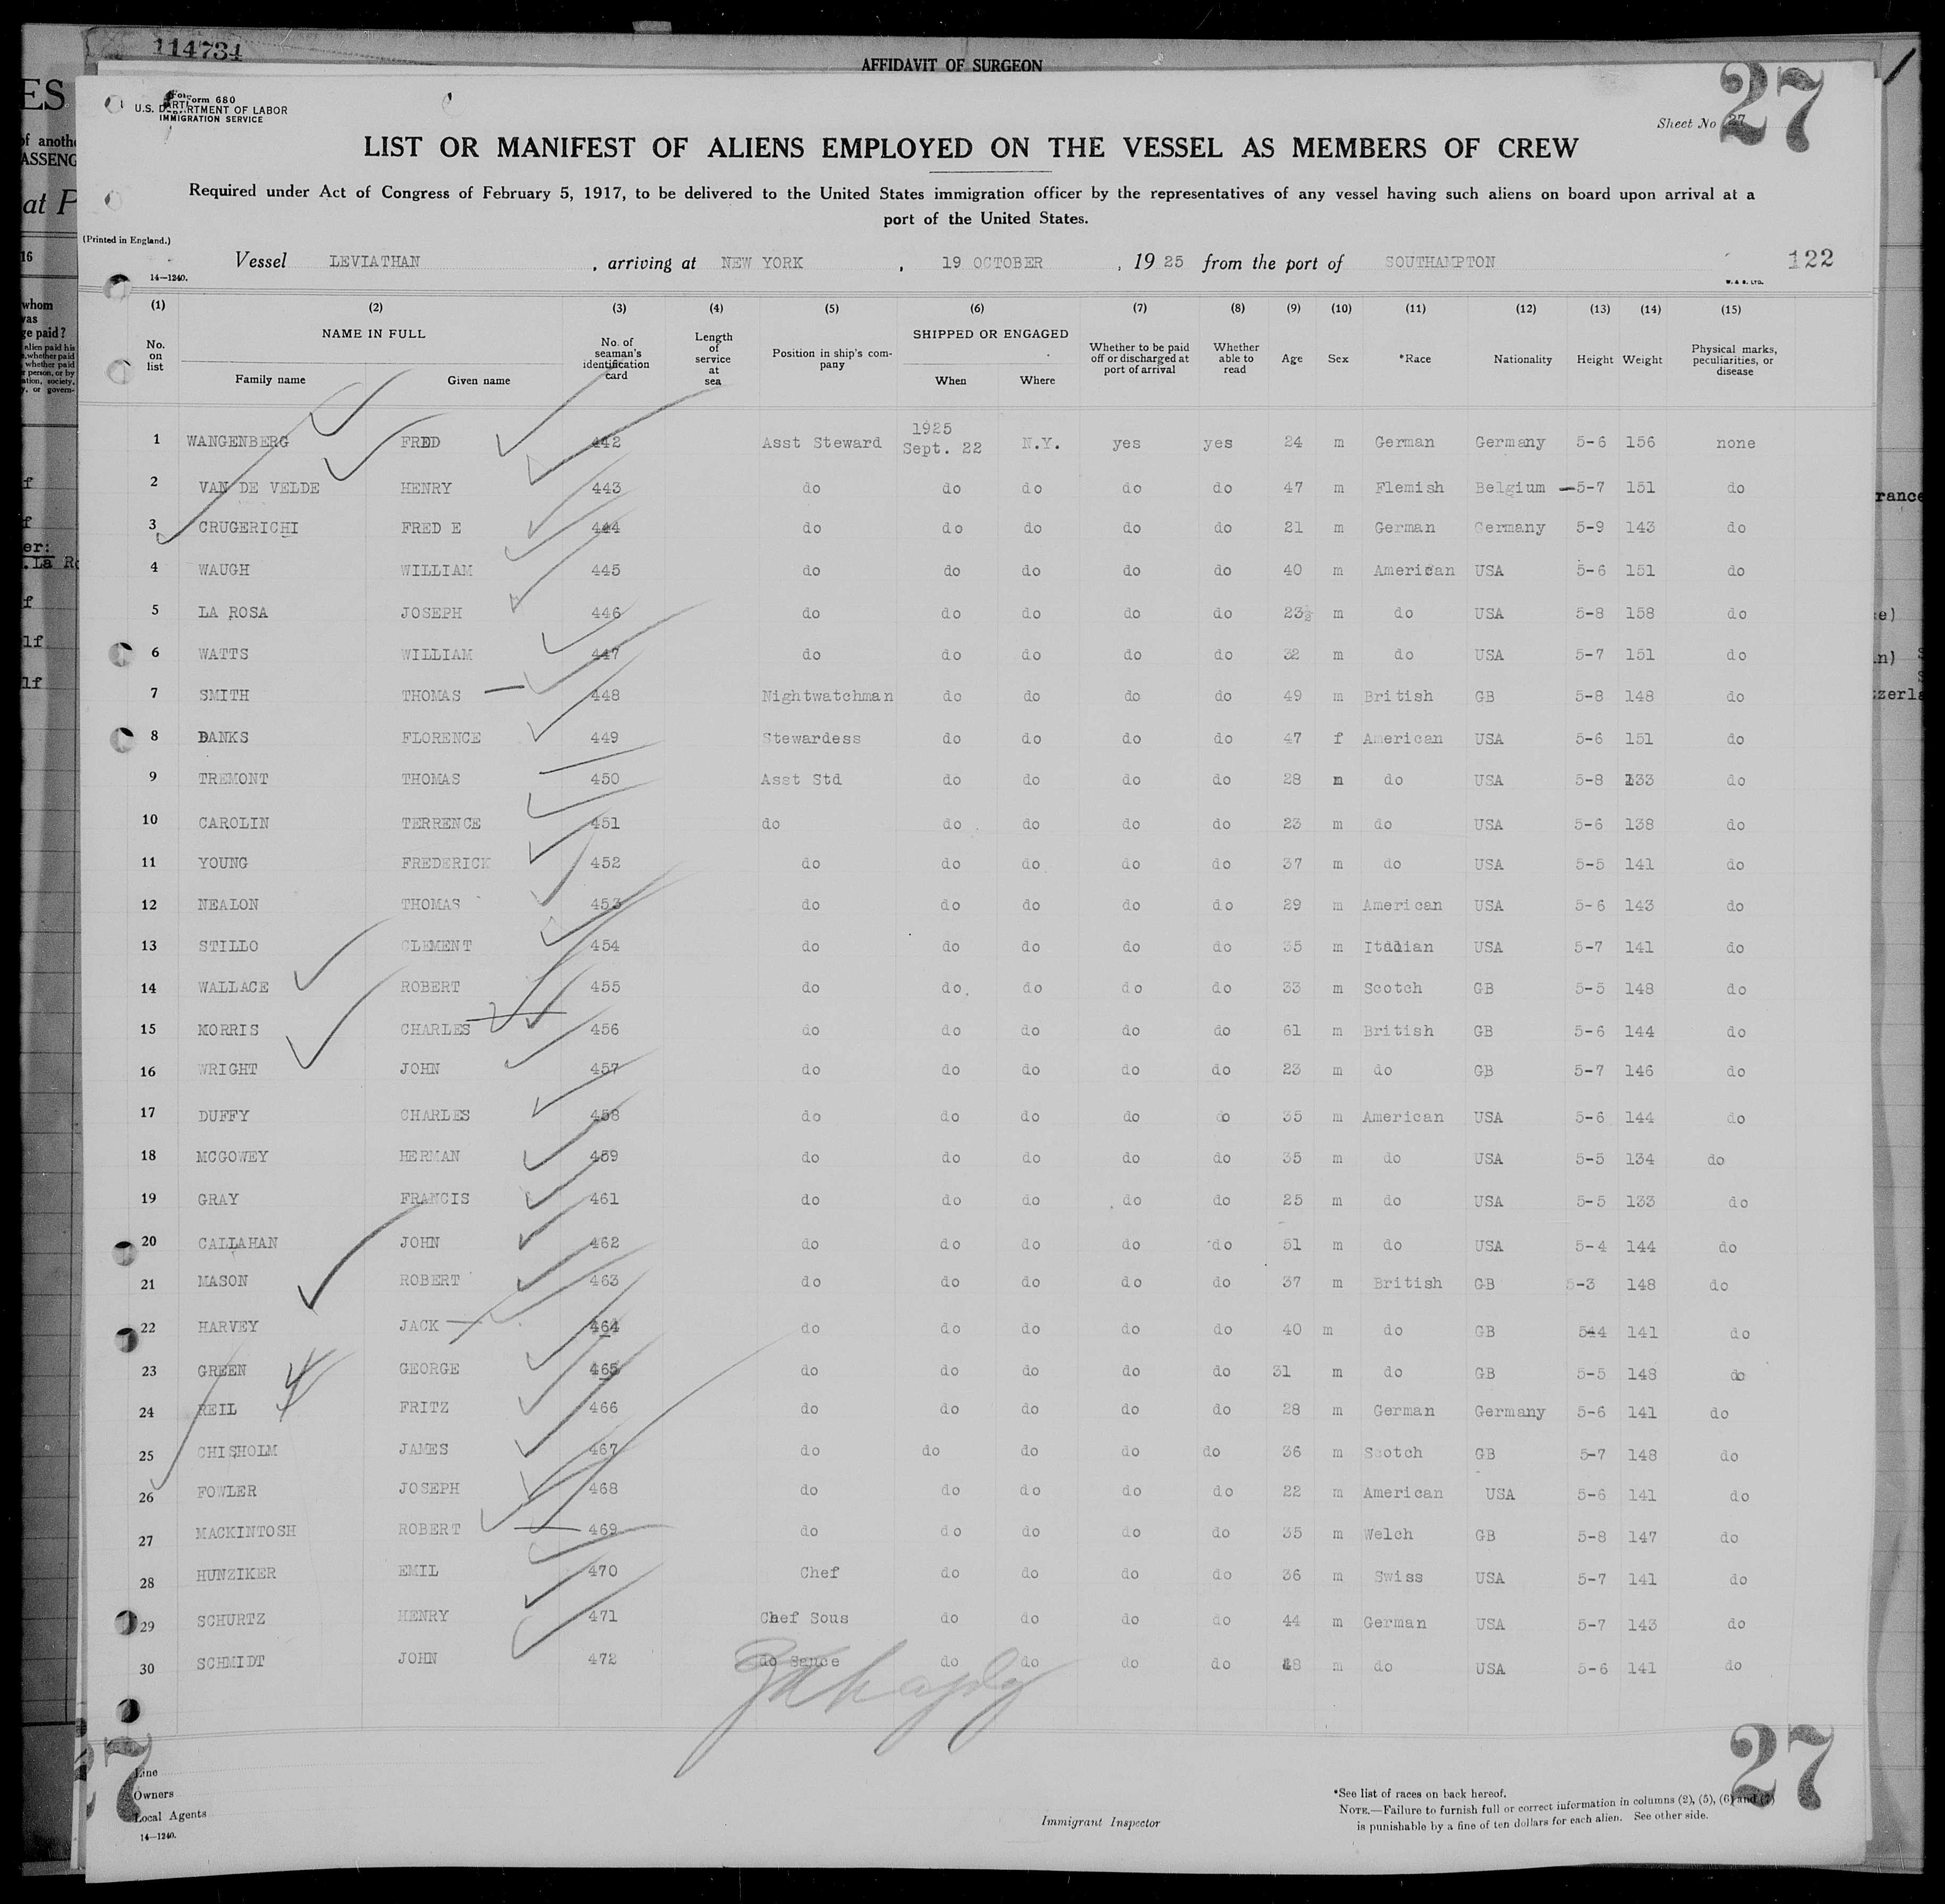 114734
AFFIDAVIT OF SURGEON
Form 680
U.S. DEPARTMENT OF LABOR
IMMIGRATION SERVICE
Sheet No 27
27
LIST OR MANIFEST OF ALIENS EMPLOYED ON THE VESSEL AS MEMBERS OF CREW
Required under Act of Congress of February 5, 1917, to be delivered to the United States immigration officer by the representatives of any vessel having such aliens on board upon arrival at a
port of the United States.
(Printed in England.)
14—1240.
Vessel LEVIATHAN , arriving at NEW YORK , 19 OCTOBER , 19 25 from the port of SOUTHAMPTON 122
W. & S. LTD.
(1) (2) (3) (4) (5) (6) (7) (8) (9) (10) (11) (12) (13) (14) (15)
No. on list NAME IN FULL Family name Given name No. of seaman's identification card Length of service at sea Position in ship's company SHIPPED OR ENGAGED When Where Whether to be paid off or discharged at port of arrival Whether able to read Age Sex *Race Nationality Height Weight Physical marks, peculiarities, or disease
1 WANGENBERG FRED 442 Asst Steward 1925 Sept. 22 N.Y. yes yes 24 m German Germany 5-6 156 none
2 VAN DE VELDE HENRY 443 do do do do do 47 m Flemish Belgium 5-7 151 do
3 CRUGERICHI FRED E 444 do do do do do 21 m German Germany 5-9 143 do
4 WAUGH WILLIAM 445 do do do do do 40 m American USA 5-6 151 do
5 LA ROSA JOSEPH 446 do do do do do 23½ m do USA 5-8 158 do
6 WATTS WILLIAM 447 do do do do do 32 m do USA 5-7 151 do
7 SMITH THOMAS 448 Nightwatchman do do do do 49 m British GB 5-8 148 do
8 BANKS FLORENCE 449 Stewardess do do do do 47 f American USA 5-6 151 do
9 TREMONT THOMAS 450 Asst Std do do do do 28 m do USA 5-8 133 do
10 CAROLIN TERRENCE 451 do do do do do 23 m do USA 5-6 138 do
11 YOUNG FREDERICK 452 do do do do do 37 m do USA 5-5 141 do
12 NEALON THOMAS 453 do do do do do 29 m American USA 5-6 143 do
13 STILLO CLEMENT 454 do do do do do 35 m Italian USA 5-7 141 do
14 WALLACE ROBERT 455 do do do do do 33 m Scotch GB 5-5 148 do
15 MORRIS CHARLES 456 do do do do do 61 m British GB 5-6 144 do
16 WRIGHT JOHN 457 do do do do do 23 m do GB 5-7 146 do
17 DUFFY CHARLES 458 do do do do do 35 m American USA 5-6 144 do
18 MCGOWEY HERMAN 459 do do do do do 35 m do USA 5-5 134 do
19 GRAY FRANCIS 461 do do do do do 25 m do USA 5-5 133 do
20 CALLAHAN JOHN 462 do do do do do 51 m do USA 5-4 144 do
21 MASON ROBERT 463 do do do do do 37 m British GB 5-3 148 do
22 HARVEY JACK 464 do do do do do 40 m do GB 544 141 do
23 GREEN GEORGE 465 do do do do do 31 m do GB 5-5 148 do
24 REIL FRITZ 466 do do do do do 28 m German Germany 5-6 141 do
25 CHISHOLM JAMES 467 do do do do do 36 m Scotch GB 5-7 148 do
26 FOWLER JOSEPH 468 do do do do do 22 m American USA 5-6 141 do
27 MACKINTOSH ROBERT 469 do do do do do 35 m Welch GB 5-8 147 do
28 HUNZIKER EMIL 470 Chef do do do do 36 m Swiss USA 5-7 141 do
29 SCHURTZ HENRY 471 Chef Sous do do do do 44 m German USA 5-7 143 do
30 SCHMIDT JOHN 472 do Sauce do do do do 48 m do USA 5-6 141 do
27
27
Line
Owners
Local Agents
14—1240.
Immigrant Inspector
*See list of races on back hereof.
NOTE.—Failure to furnish full or correct information in columns (2), (5), (6) and (7)
is punishable by a fine of ten dollars for each alien. See other side.